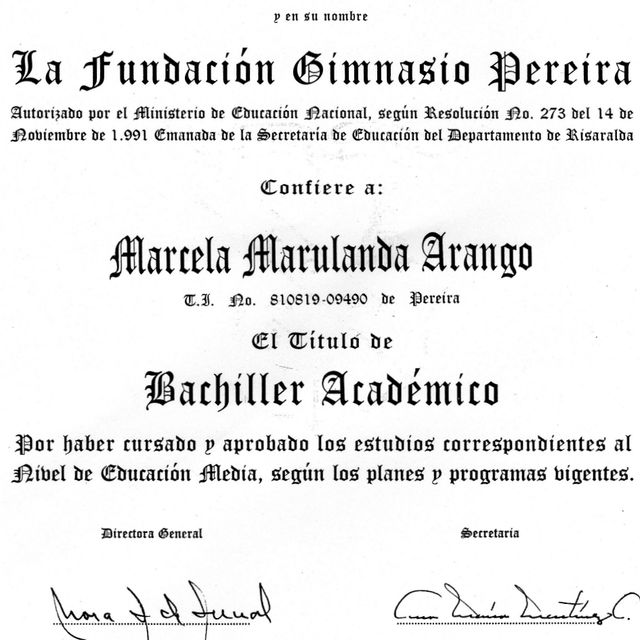 y en su nombre
La Fundación Gimnasio Pereira
Autorizado por el Ministerio de Educación Nacional, según Resolución No. 273 del 14 de
Noviembre de 1.991 Emanada de la Secretaría de Educación del Departamento de Risaralda
Confiere a:
Marcela Marulanda Arango
T.I. No. 810819-09490 de Pereira
El Título de
Bachiller Académico
Por haber cursado y aprobado los estudios correspondientes al
Nivel de Educación Media, según los planes y programas vigentes.
Directora General Secretaria